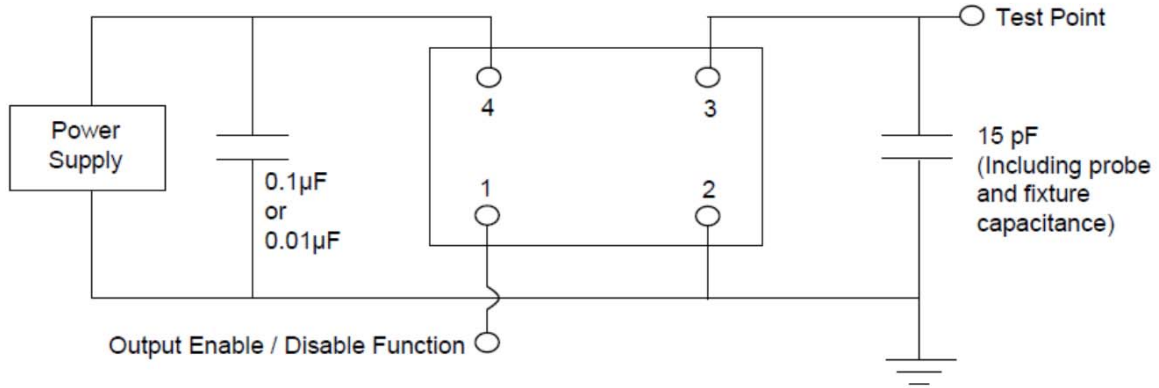 Test Point
4
3
Power
Supply
15 pF
(Including probe
and fixture
capacitance)
0.1µF
or
0.01µF
1
2
Output Enable / Disable Function